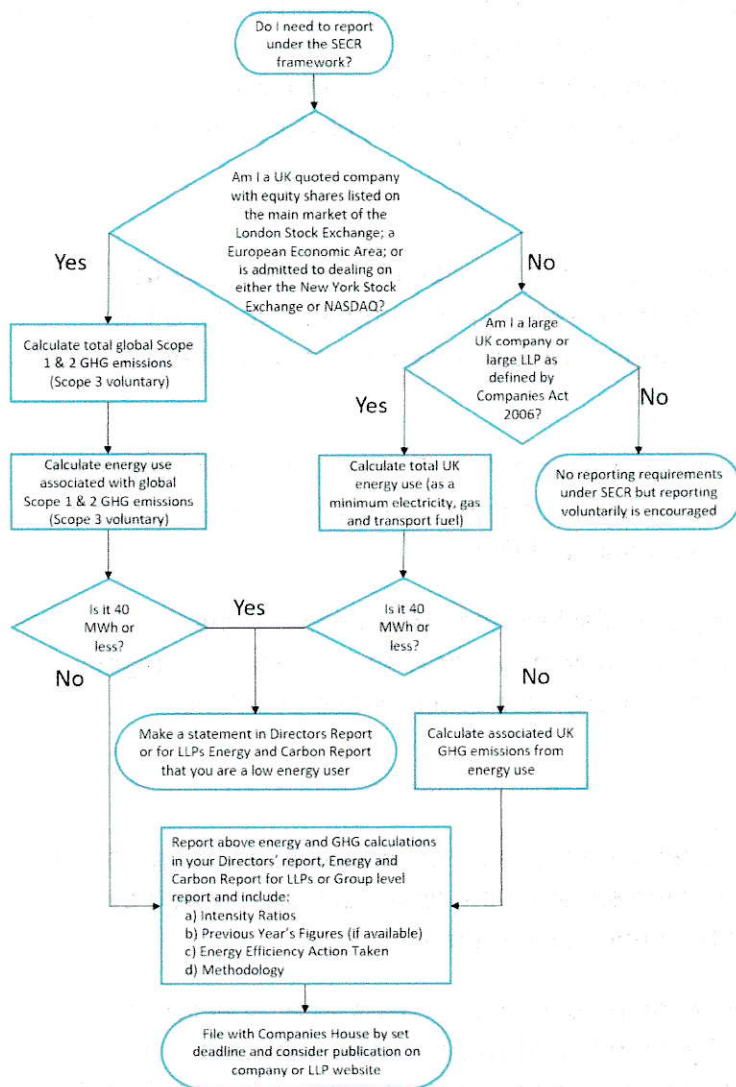 Do I need to report
under the SECR
framework?
Am I a UK quoted company
with equity shares listed on
the main market of the
London Stock Exchange; a
European Economic Area; or
is admitted to dealing on
either the New York Stock
Exchange or NASDAQ?
Yes
No
Calculate total global Scope
1 & 2 GHG emissions
(Scope 3 voluntary)
Am I a large
UK company or
large LLP as
defined by
Companies Act
2006?
Yes
No
Calculate energy use
associated with global
Scope 1 & 2 GHG emissions
(Scope 3 voluntary)
Calculate total UK
energy use (as a
minimum electricity, gas
and transport fuel)
No reporting requirements
under SECR but reporting
voluntarily is encouraged
Is it 40
MWh or
less?
Yes
Is it 40
MWh or
less?
No
No
Make a statement in Directors Report
or for LLPs Energy and Carbon Report
that you are a low energy user
Calculate associated UK
GHG emissions from
energy use
Report above energy and GHG calculations
in your Directors' report, Energy and
Carbon Report for LLPs or Group level
report and include:
a) Intensity Ratios
b) Previous Year's Figures (if available)
c) Energy Efficiency Action Taken
d) Methodology
File with Companies House by set
deadline and consider publication on
company or LLP website